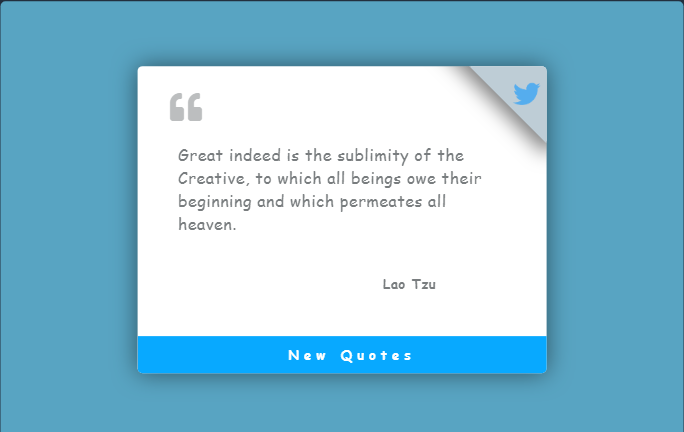 Great indeed is the sublimity of the
Creative, to which all beings owe their
beginning and which permeates all
heaven.
Lao Tzu
New Quotes